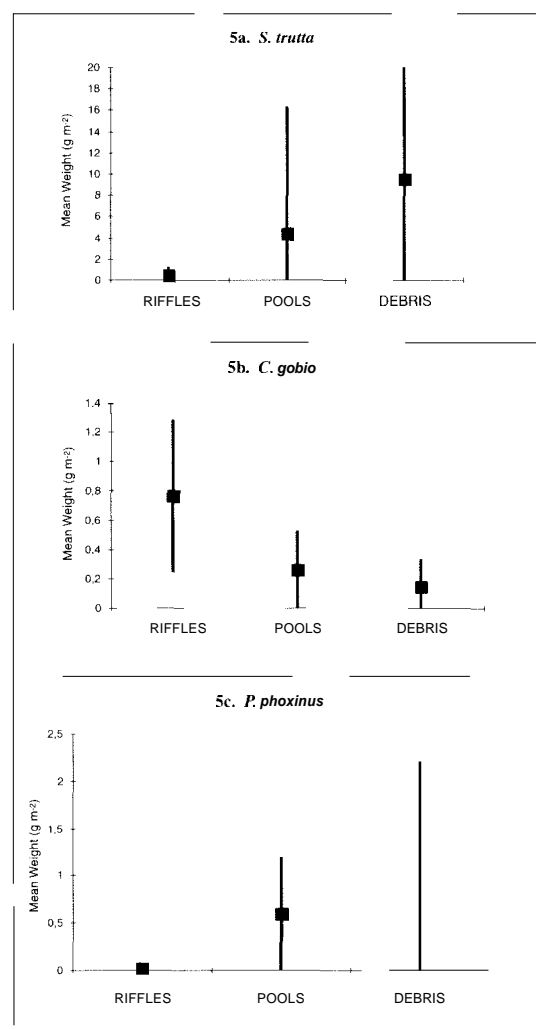 5a. S. trutta
Mean Weight (g m-2)
20
18
16
14
12
10
8
6
4
2
0
RIFFLES POOLS DEBRIS
5b. C. gobio
Mean Weight (g m-2)
1,4
1,2
1
0,8
0,6
0,4
0,2
0
RIFFLES POOLS DEBRIS
5c. P. phoxinus
Mean Weight (g m-2)
2,5
2
1,5
1
0,5
0
RIFFLES POOLS DEBRIS